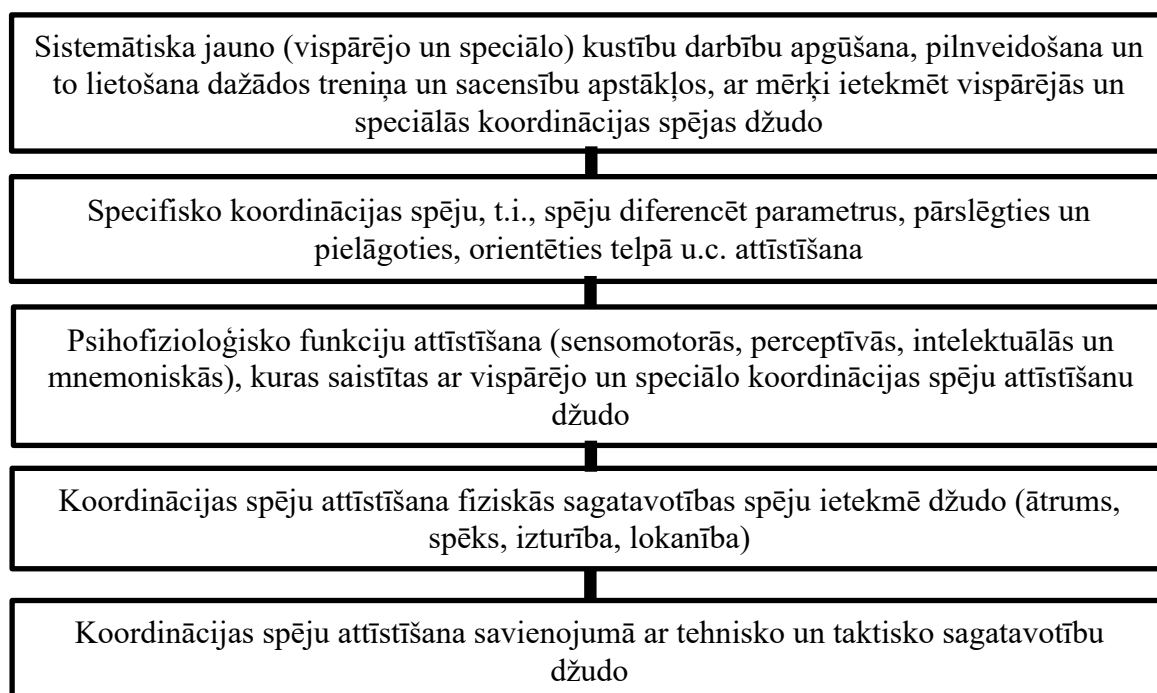 Sistemātiska jauno (vispārējo un speciālo) kustību darbību apgūšana, pilnveidošana un
to lietošana dažādos treniņa un sacensību apstākļos, ar mērķi ietekmēt vispārējās un
speciālās koordinācijas spējas džudo
Specifisko koordinācijas spēju, t.i., spēju diferencēt parametrus, pārslēgties un
pielāgoties, orientēties telpā u.c. attīstīšana
Psihofizioloģisko funkciju attīstīšana (sensomotorās, perceptīvās, intelektuālās un
mnemoniskās), kuras saistītas ar vispārējo un speciālo koordinācijas spēju attīstīšanu
džudo
Koordinācijas spēju attīstīšana fiziskās sagatavotības spēju ietekmē džudo (ātrums,
spēks, izturība, lokanība)
Koordinācijas spēju attīstīšana savienojumā ar tehnisko un taktisko sagatavotību
džudo